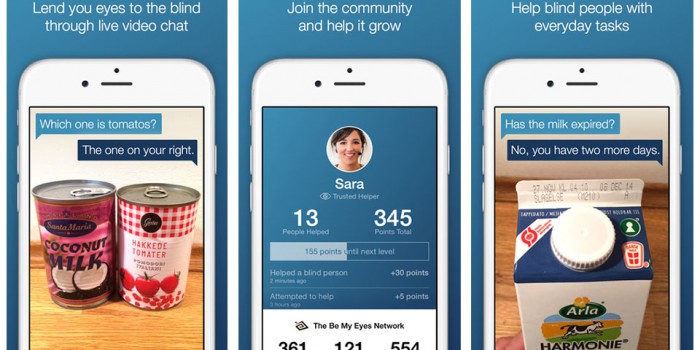 Lend you eyes to the blind
through live video chat
Which one is tomatos?
The one on your right.
Santa Maria
COCONUT
MILK
HAKKEDE
TOMATER
POMODORI
ITALIANI
Join the community
and help it grow
Sara
Trusted Helper
13
People Helped
345
Points Total
155 points until next level
Helped a blind person
+30 points
2 minutes ago
Attempted to help
+5 points
3 hours ago
The Be My Eyes Network
361 121 554
Help blind people with
everyday tasks
Has the milk expired?
No, you have two more days.
Arla
HARMONIE